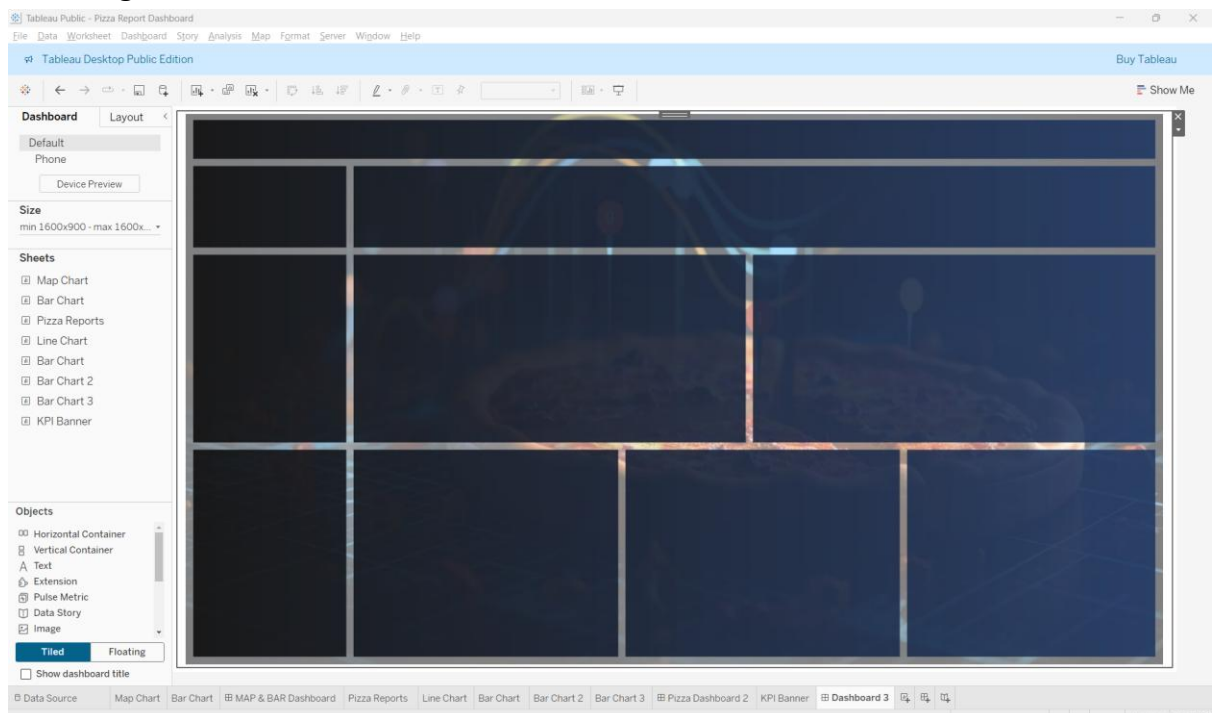 Tableau Public - Pizza Report Dashboard
File Data Worksheet Dashboard Story Analysis Map Format Server Window Help
Tableau Desktop Public Edition Buy Tableau
Show Me
Dashboard Layout
Default
Phone
Device Preview
Size
min 1600x900 - max 1600x...
Sheets
Map Chart
Bar Chart
Pizza Reports
Line Chart
Bar Chart
Bar Chart 2
Bar Chart 3
KPI Banner
Objects
Horizontal Container
Vertical Container
Text
Extension
Pulse Metric
Data Story
Image
Tiled Floating
Show dashboard title
Data Source Map Chart Bar Chart MAP & BAR Dashboard Pizza Reports Line Chart Bar Chart Bar Chart 2 Bar Chart 3 Pizza Dashboard 2 KPI Banner Dashboard 3